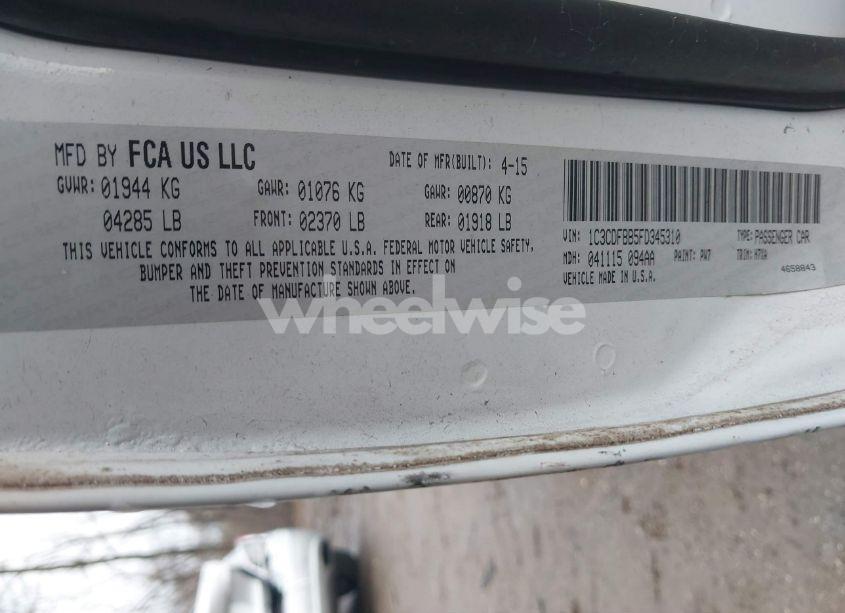 MFD BY FCA US LLC
DATE OF MFR(BUILT): 4-15
GVWR: 01944 KG GAWR: 01076 KG GAWR: 00870 KG
04285 LB FRONT: 02370 LB REAR: 01918 LB
THIS VEHICLE CONFORMS TO ALL APPLICABLE U.S.A. FEDERAL MOTOR VEHICLE SAFETY,
BUMPER AND THEFT PREVENTION STANDARDS IN EFFECT ON
THE DATE OF MANUFACTURE SHOWN ABOVE.
VIN: 1C3CDFBB5FD345310 TYPE: PASSENGER CAR
MDH: 041115 094AA PAINT: PW7 TRIM: H7XA
VEHICLE MADE IN U.S.A. 4658843
wheelwise